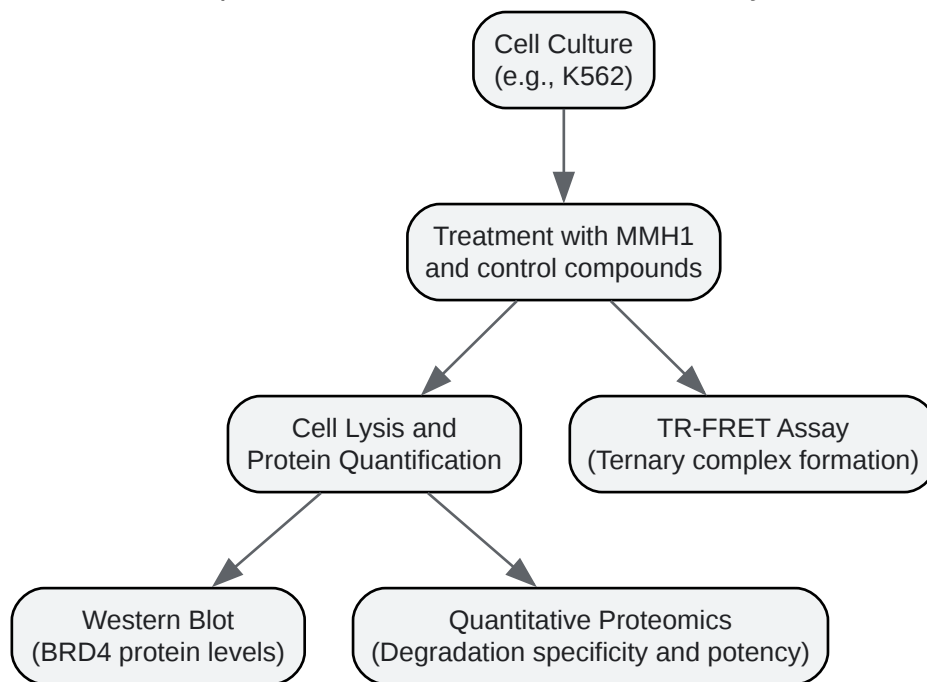 Cell Culture
(e.g., K562)
Treatment with MMH1
and control compounds
Cell Lysis and
Protein Quantification
TR-FRET Assay
(Ternary complex formation)
Western Blot
(BRD4 protein levels)
Quantitative Proteomics
(Degradation specificity and potency)